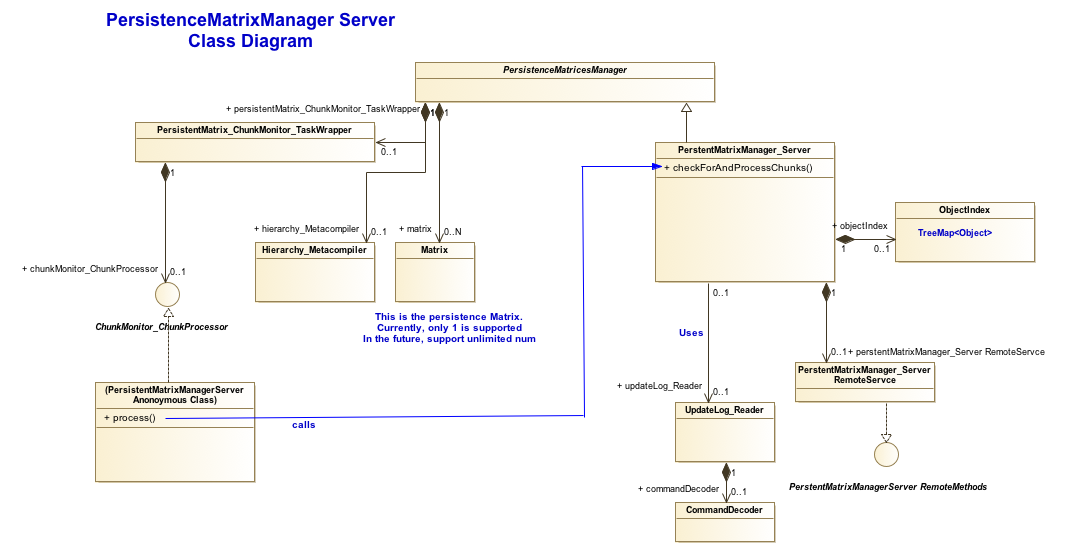 PersistenceMatrixManager Server
Class Diagram
PersistenceMatricesManager
+ persistentMatrix_ChunkMonitor_TaskWrapper
1
1
PersistentMatrix_ChunkMonitor_TaskWrapper
0..1
1
PerstentMatrixManager_Server
+ checkForAndProcessChunks()
ObjectIndex
TreeMap<Object>
+ objectIndex
1
0..1
+ hierarchy_Metacompiler
0..1
+ matrix
0..N
Hierarchy_Metacompiler
Matrix
+ chunkMonitor_ChunkProcessor
0..1
ChunkMonitor_ChunkProcessor
This is the persistence Matrix.
Currently, only 1 is supported
In the future, support unlimited num
0..1
1
Uses
0..1
+ perstentMatrixManager_Server RemoteServce
PerstentMatrixManager_Server
RemoteServce
(PersistentMatrixManagerServer
Anonoymous Class)
+ process()
calls
+ updateLog_Reader
0..1
UpdateLog_Reader
1
+ commandDecoder
0..1
CommandDecoder
PerstentMatrixManagerServer RemoteMethods